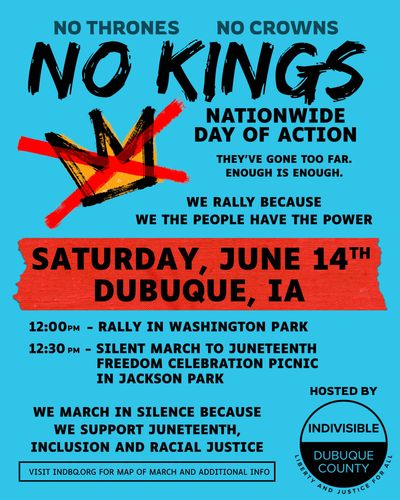 NO THRONES NO CROWNS
NO KINGS
NATIONWIDE
DAY OF ACTION
THEY'VE GONE TOO FAR.
ENOUGH IS ENOUGH.
WE RALLY BECAUSE
WE THE PEOPLE HAVE THE POWER
SATURDAY, JUNE 14TH
DUBUQUE, IA
12:00PM – RALLY IN WASHINGTON PARK
12:30 PM – SILENT MARCH TO JUNETEENTH
FREEDOM CELEBRATION PICNIC
IN JACKSON PARK
WE MARCH IN SILENCE BECAUSE
WE SUPPORT JUNETEENTH,
INCLUSION AND RACIAL JUSTICE
VISIT INDBQ.ORG FOR MAP OF MARCH AND ADDITIONAL INFO
HOSTED BY
INDIVISIBLE
DUBUQUE
COUNTY
LIBERTY AND JUSTICE FOR ALL